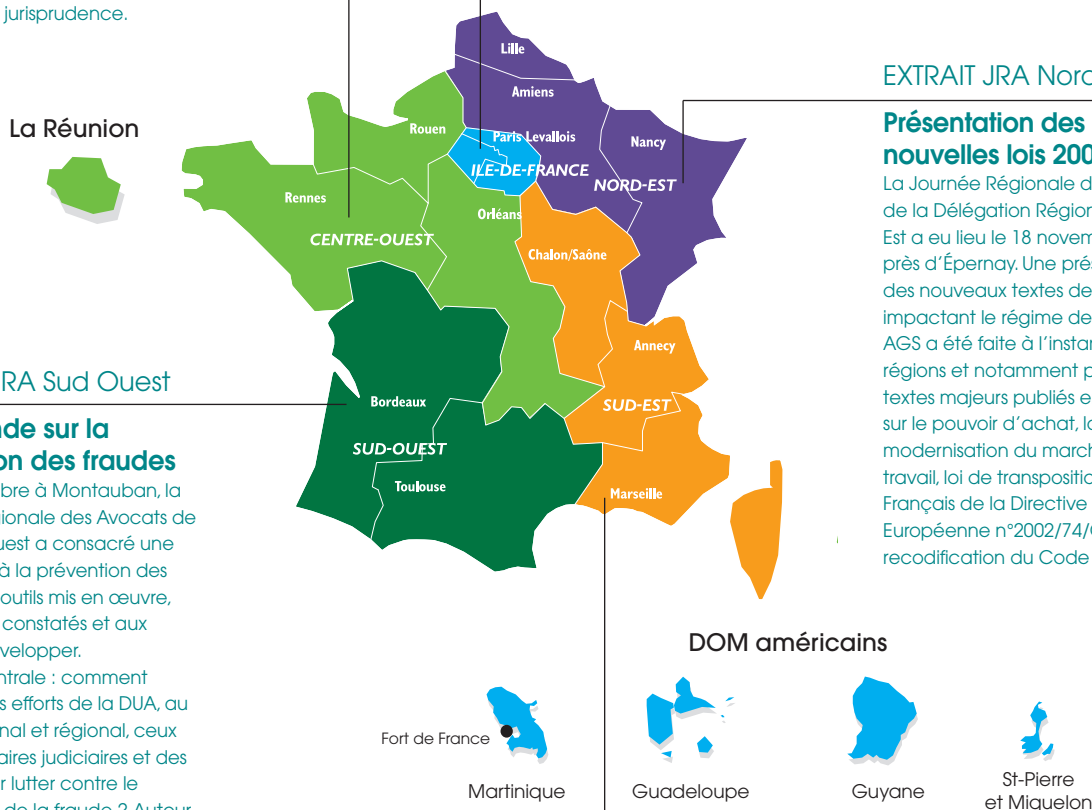 jurisprudence.
La Réunion
Lille
Amiens
Rouen
Paris Levallois
Nancy
ILE-DE-FRANCE
NORD-EST
Rennes
Orléans
CENTRE-OUEST
Chalon/Saône
Annecy
Bordeaux
SUD-EST
SUD-OUEST
Toulouse
Marseille
EXTRAIT JRA Nord
Présentation des
nouvelles lois 200
La Journée Régionale d
de la Délégation Région
Est a eu lieu le 18 novem
près d'Épernay. Une prés
des nouveaux textes de
impactant le régime de
AGS a été faite à l'instar
régions et notamment p
textes majeurs publiés e
sur le pouvoir d'achat, lo
modernisation du march
travail, loi de transpositio
Français de la Directive
Européenne n°2002/74/
recodification du Code
RA Sud Ouest
de sur la
on des fraudes
bre à Montauban, la
gionale des Avocats de
uest a consacré une
à la prévention des
outils mis en œuvre,
constatés et aux
velopper.
ntrale : comment
s efforts de la DUA, au
nal et régional, ceux
aires judiciaires et des
r lutter contre le
de la fraude ? Auteur
DOM américains
Fort de France
Martinique
Guadeloupe
Guyane
St-Pierre
et Miquelon